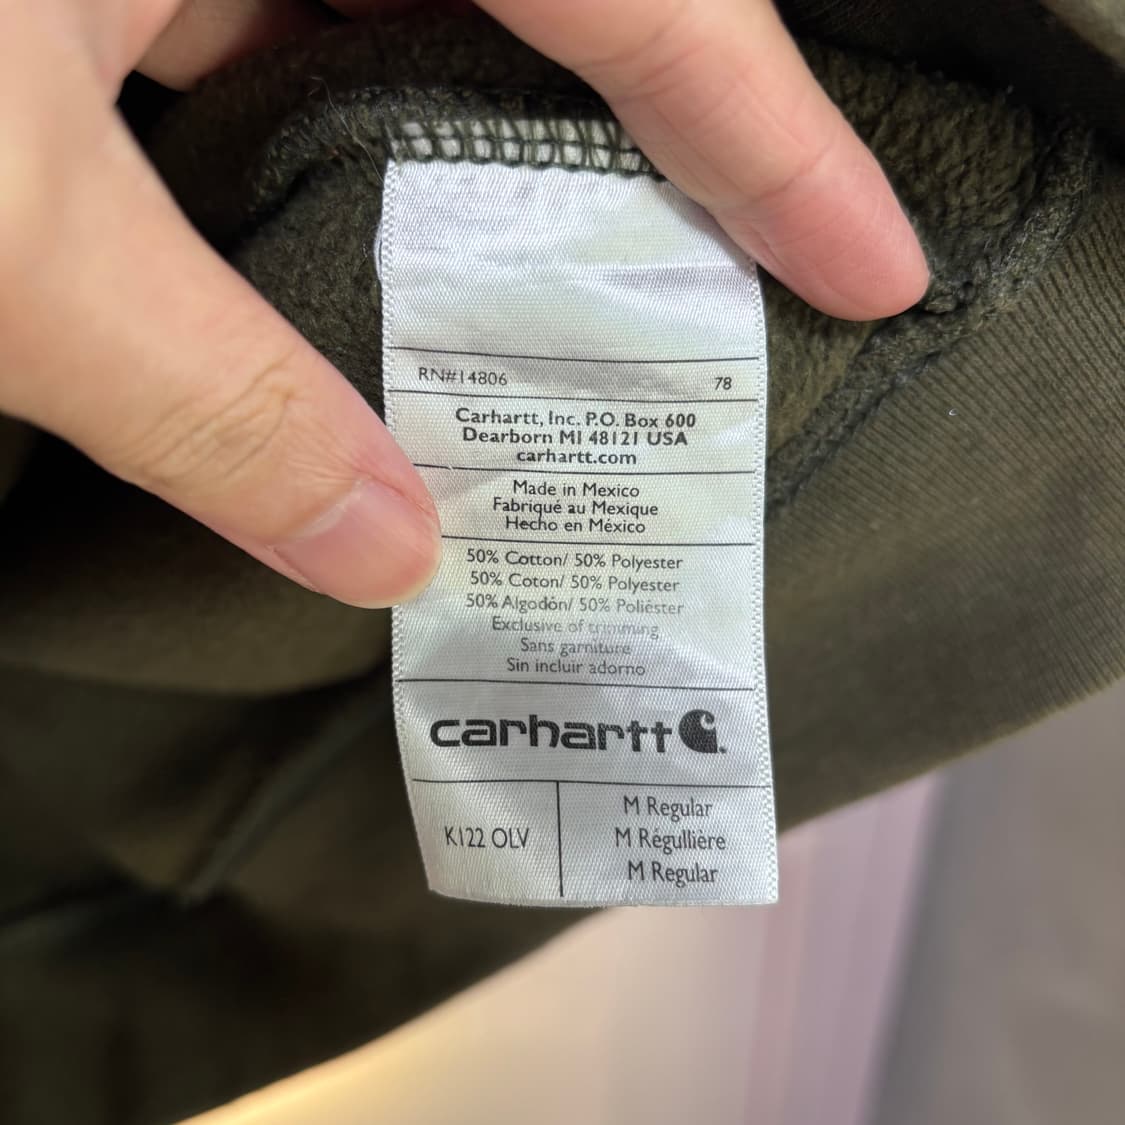 RN#14806 78
Carhartt, Inc. P.O. Box 600
Dearborn MI 48121 USA
carhartt.com
Made in Mexico
Fabriqué au Mexique
Hecho en México
50% Cotton/ 50% Polyester
50% Coton/ 50% Polyester
50% Algodón/ 50% Poliéster
Exclusive of trimming
Sans garniture
Sin incluir adorno
carhartt
K122 OLV
M Regular
M Régullière
M Regular